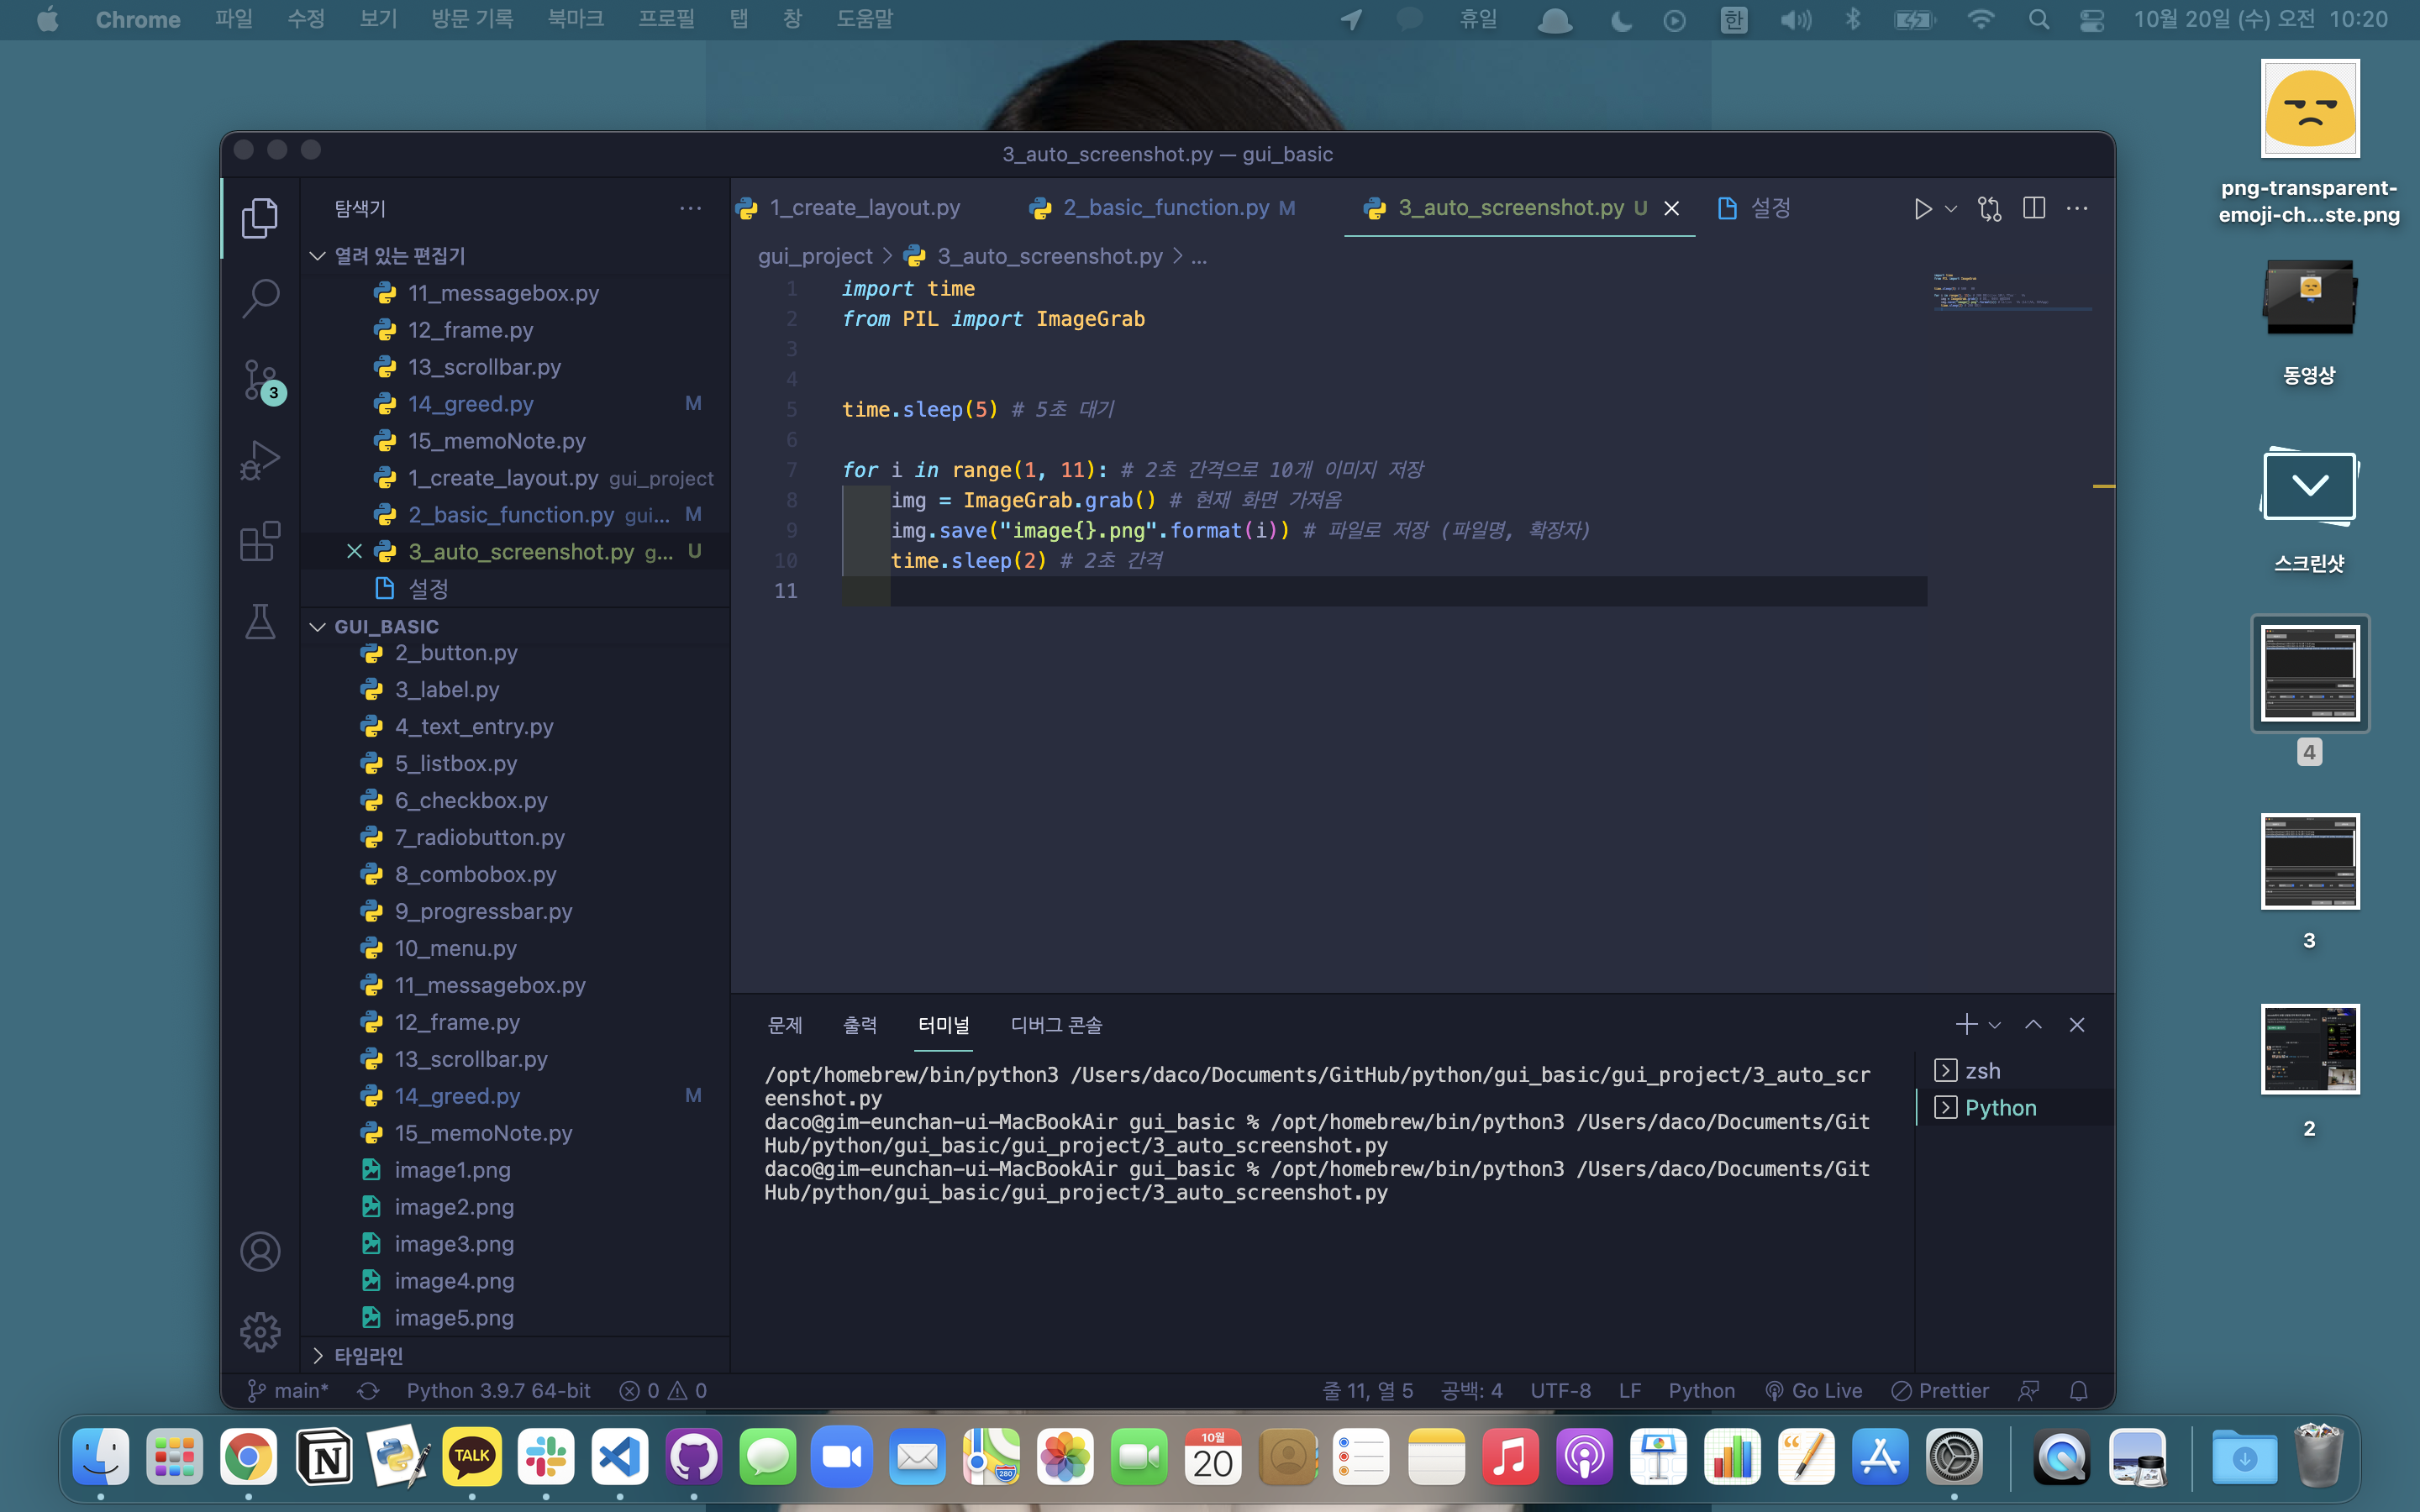 Chrome 파일 수정 보기 방문 기록 북마크 프로필 탭 창 도움말 휴일 한 10월 20일 (수) 오전 10:20
png-transparent-
emoji-ch...ste.png
동영상
스크린샷
4
3
2
3_auto_screenshot.py — gui_basic
탐색기
열려 있는 편집기
11_messagebox.py
12_frame.py
13_scrollbar.py
14_greed.py M
15_memoNote.py
1_create_layout.py gui_project
2_basic_function.py gui... M
3_auto_screenshot.py g... U
설정
GUI_BASIC
2_button.py
3_label.py
4_text_entry.py
5_listbox.py
6_checkbox.py
7_radiobutton.py
8_combobox.py
9_progressbar.py
10_menu.py
11_messagebox.py
12_frame.py
13_scrollbar.py
14_greed.py M
15_memoNote.py
image1.png
image2.png
image3.png
image4.png
image5.png
타임라인
3
1_create_layout.py 2_basic_function.py M 3_auto_screenshot.py U 설정
gui_project > 3_auto_screenshot.py > ...
1 import time
2 from PIL import ImageGrab
3
4
5 time.sleep(5) # 5초 대기
6
7 for i in range(1, 11): # 2초 간격으로 10개 이미지 저장
8 img = ImageGrab.grab() # 현재 화면 가져옴
9 img.save("image{}.png".format(i)) # 파일로 저장 (파일명, 확장자)
10 time.sleep(2) # 2초 간격
11
문제 출력 터미널 디버그 콘솔
/opt/homebrew/bin/python3 /Users/daco/Documents/GitHub/python/gui_basic/gui_project/3_auto_scr
eenshot.py
daco@gim-eunchan-ui-MacBookAir gui_basic % /opt/homebrew/bin/python3 /Users/daco/Documents/Git
Hub/python/gui_basic/gui_project/3_auto_screenshot.py
daco@gim-eunchan-ui-MacBookAir gui_basic % /opt/homebrew/bin/python3 /Users/daco/Documents/Git
Hub/python/gui_basic/gui_project/3_auto_screenshot.py
zsh
Python
main* Python 3.9.7 64-bit 0 0 줄 11, 열 5 공백: 4 UTF-8 LF Python Go Live Prettier
TALK
10월
20
280